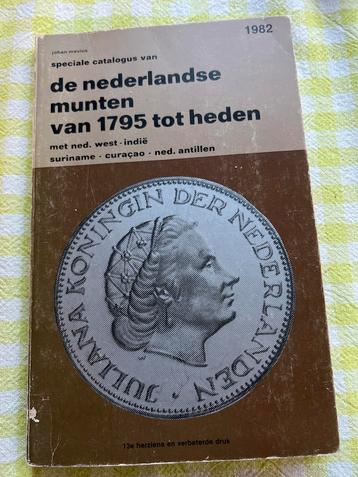 1982
johan mevius
speciale catalogus van
de nederlandse
munten
van 1795 tot heden
met ned. west-indië
suriname · curaçao · ned. antillen
JULIANA KONINGIN DER NEDERLANDEN
13e herziene en verbeterde druk